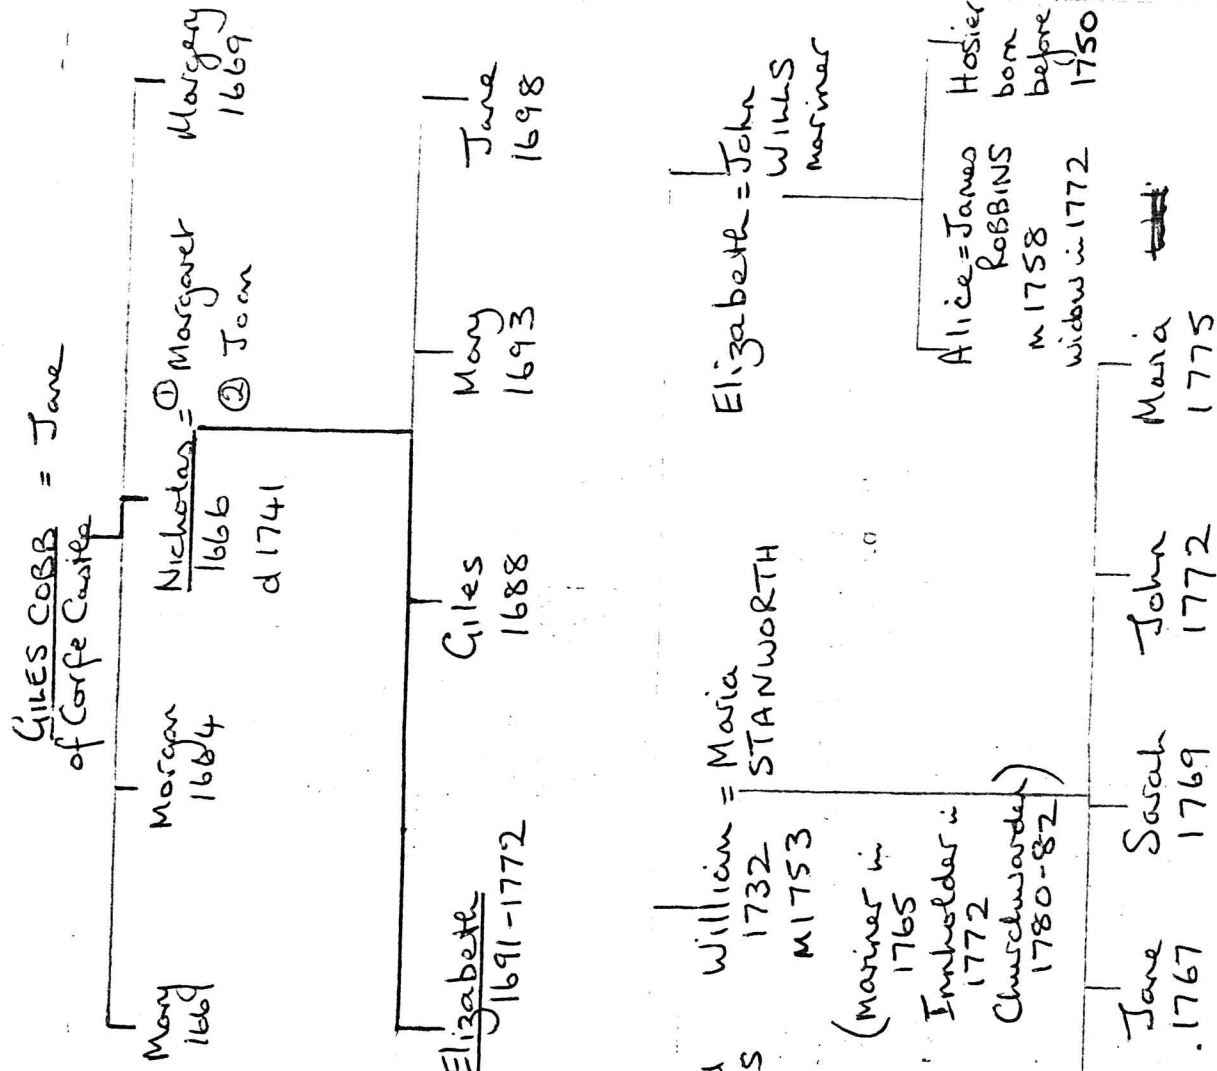 GILES COBB = Jane
of Corfe Castle
Mary
Morgan
1664
Nicholas = ① Margaret
② Joan
1666
d 1741
Margery
1669
Elizabeth
1691-1772
Giles
1688
Mary
1693
Jane
1698
William = Maria
STANWORTH
1732
M1753
(Mariner in
1765
Innholder in
1772
Churchwarden)
1780-82
Elizabeth = John
WILLS
mariner
Alice = James
ROBBINS
m 1758
widow in 1772
Hosier
born
before
1750
Jane
1767
Sarah
1769
John
1772
Maria
1775